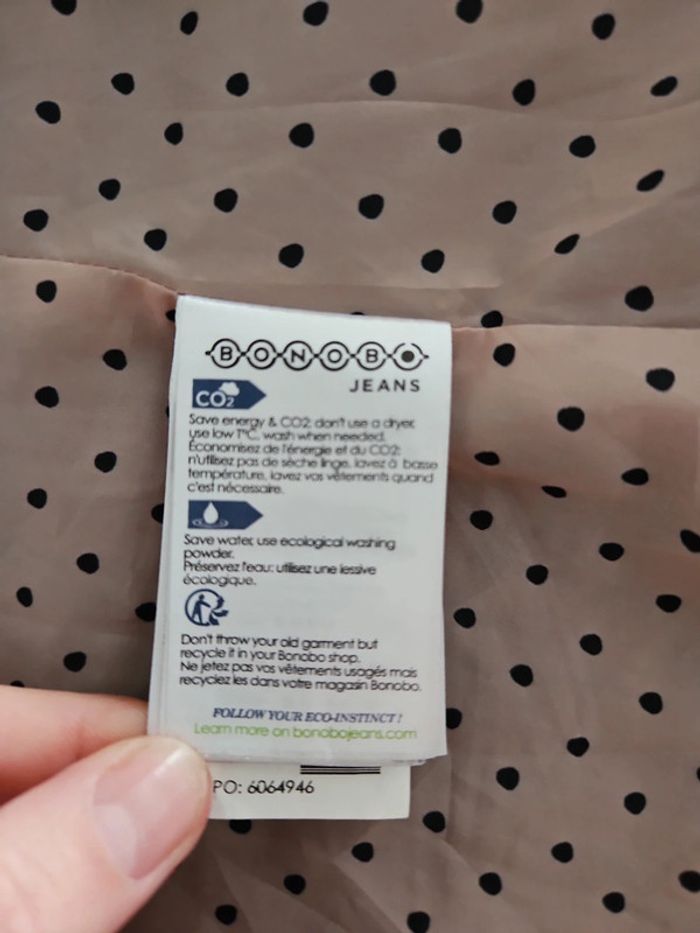 BONOBO
JEANS
CO2
Save energy & CO2: don't use a dryer,
use low T°C, wash when needed.
Économisez de l'énergie et du CO2:
n'utilisez pas de sèche linge, lavez à basse
température, lavez vos vêtements quand
c'est nécessaire.
Save water, use ecological washing
powder.
Préservez l'eau: utilisez une lessive
écologique.
Don't throw your old garment but
recycle it in your Bonobo shop.
Ne jetez pas vos vêtements usagés mais
recyclez les dans votre magasin Bonobo.
FOLLOW YOUR ECO-INSTINCT !
Learn more on bonobojeans.com
PO: 6064946